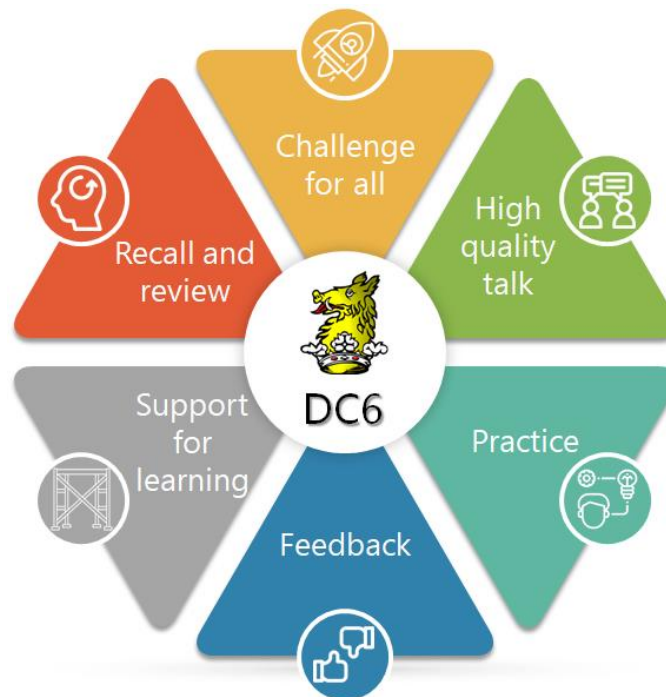 Challenge
for all
High
quality
talk
Practice
Feedback
Support
for
learning
Recall and
review
DC6